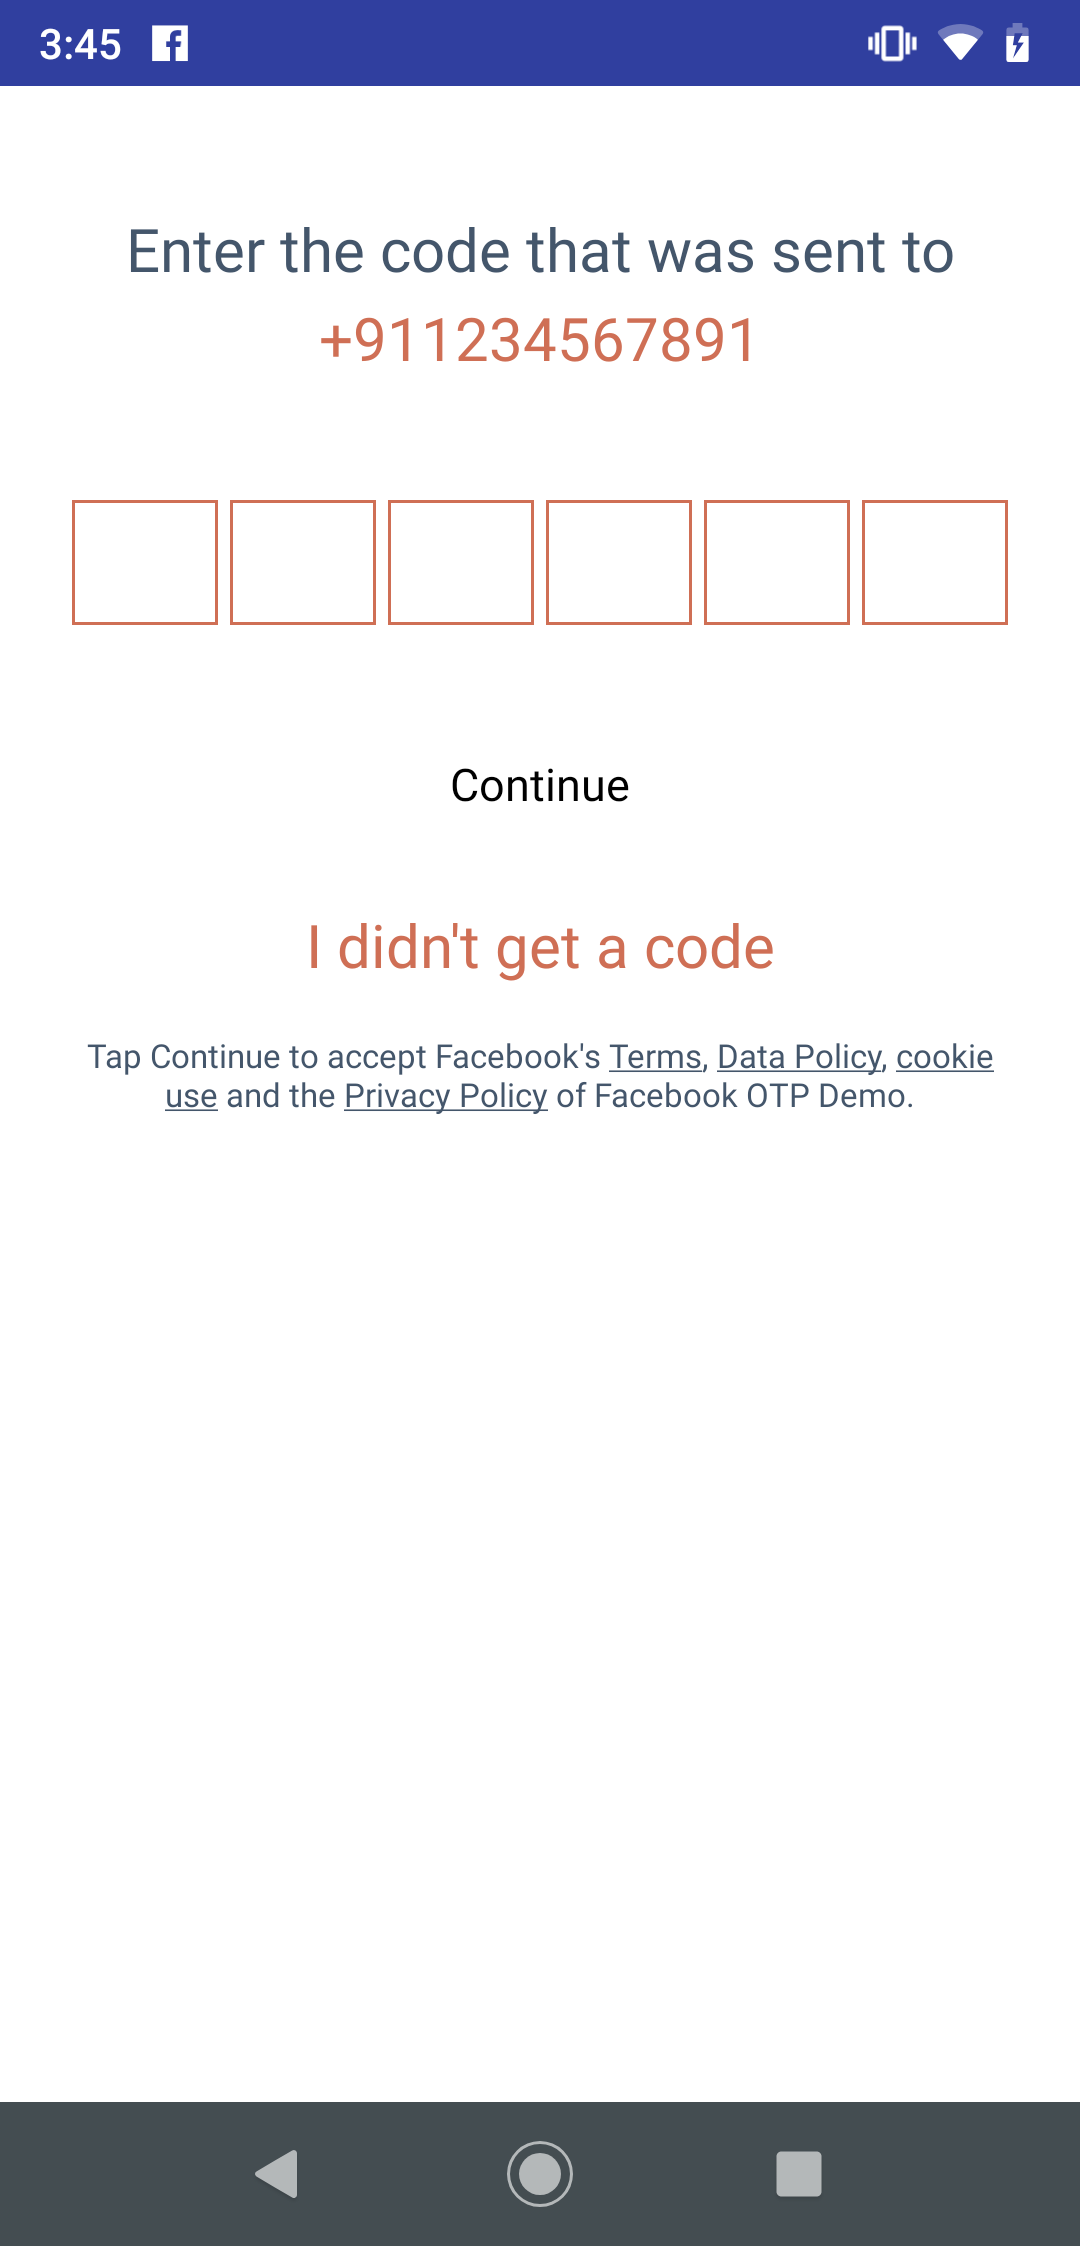 3:45
Enter the code that was sent to
+911234567891
Continue
I didn't get a code
Tap Continue to accept Facebook's Terms, Data Policy, cookie
use and the Privacy Policy of Facebook OTP Demo.